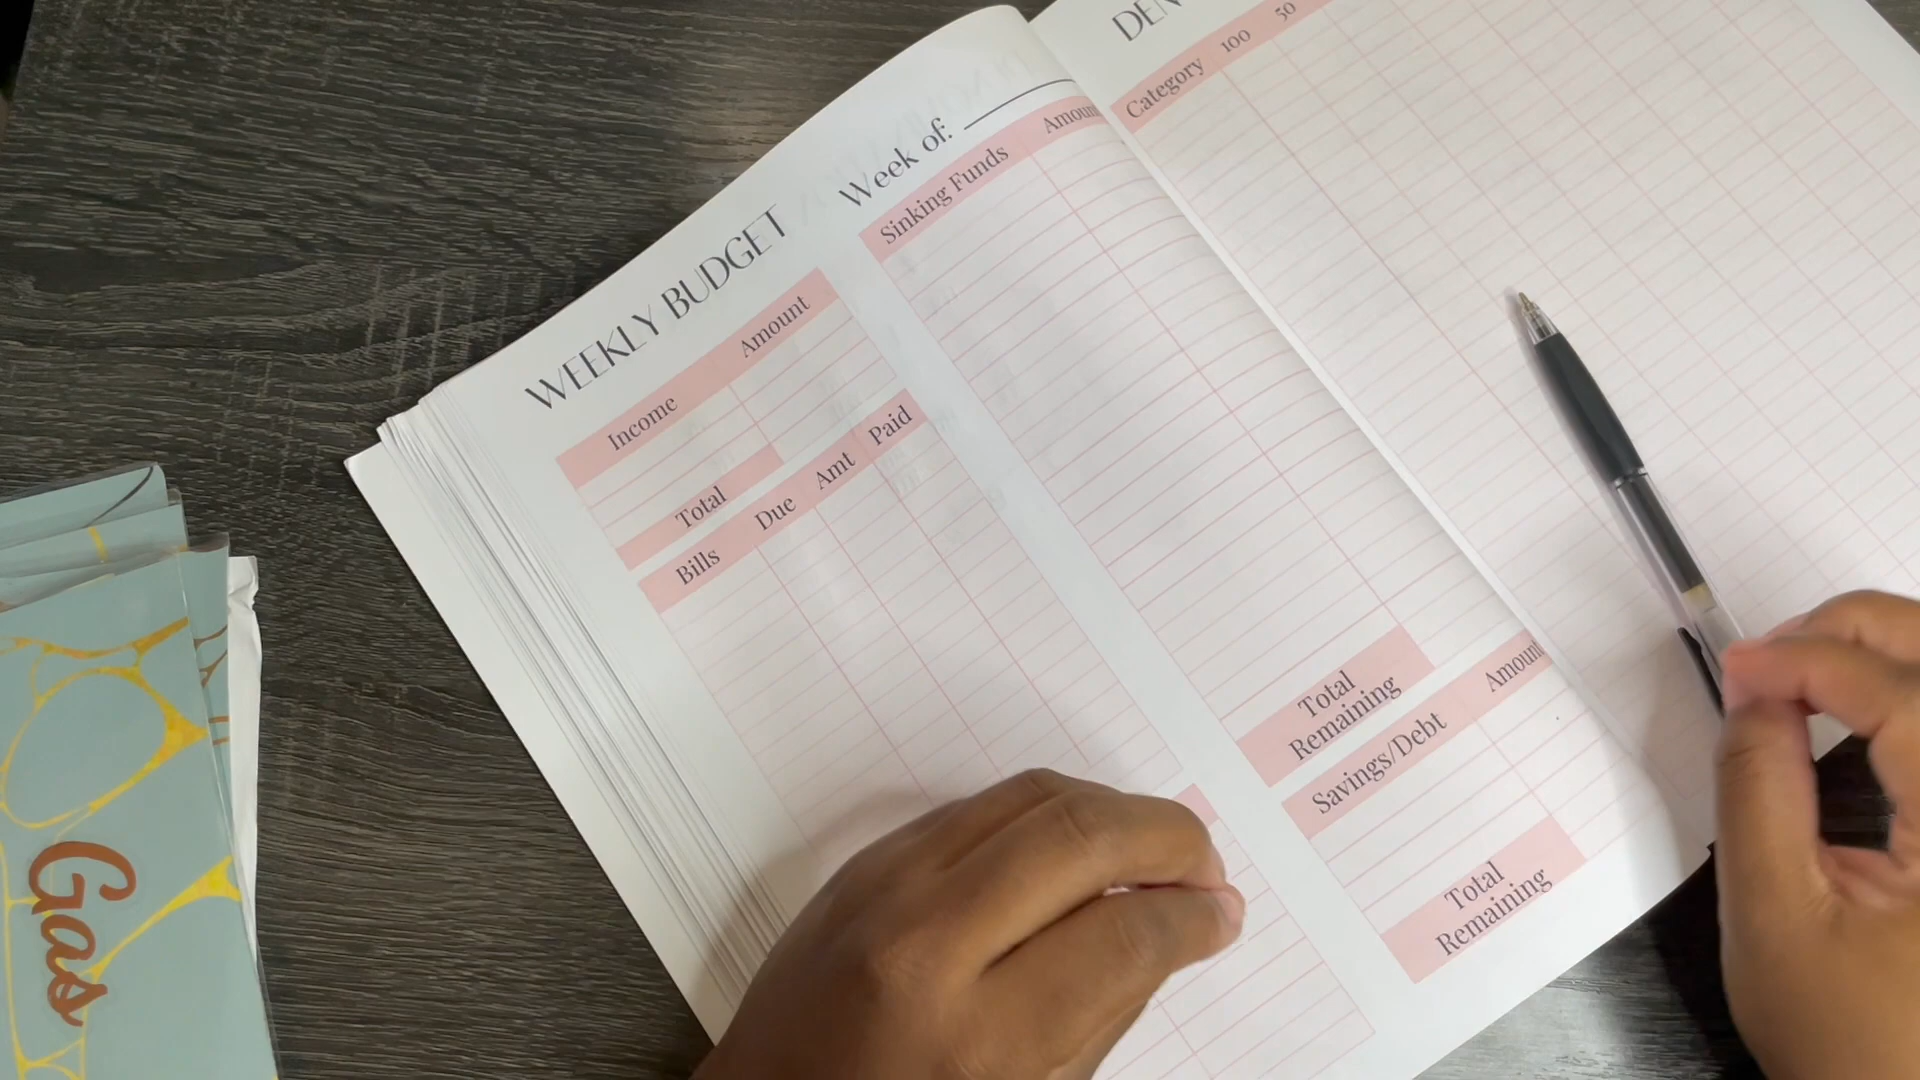 WEEKLY BUDGET
Week of:
Income Amount
Total
Bills Due Amt Paid
Sinking Funds
Total
Remaining
Savings/Debt
Total
Remaining
Category 100 50
Gas